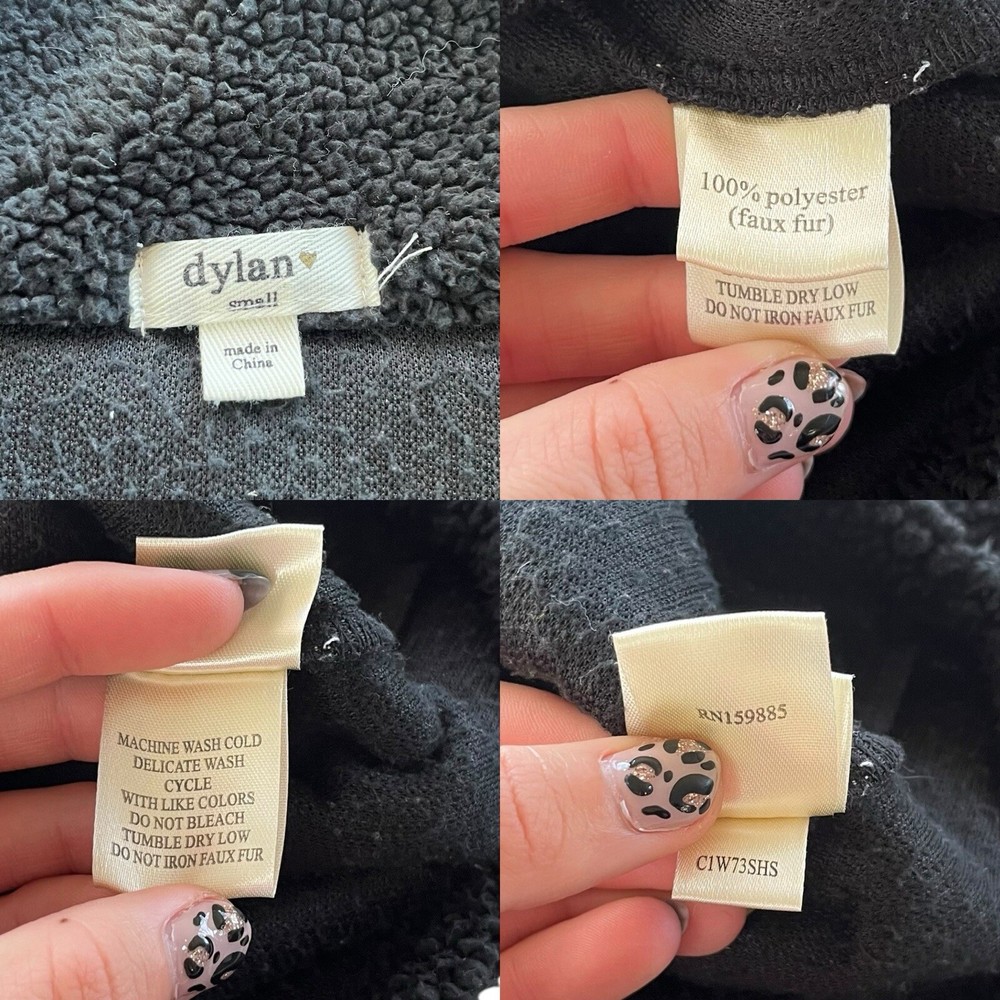 dylan
small
made in
China
100% polyester
(faux fur)
TUMBLE DRY LOW
DO NOT IRON FAUX FUR
MACHINE WASH COLD
DELICATE WASH
CYCLE
WITH LIKE COLORS
DO NOT BLEACH
TUMBLE DRY LOW
DO NOT IRON FAUX FUR
RN159885
C1W73SHS